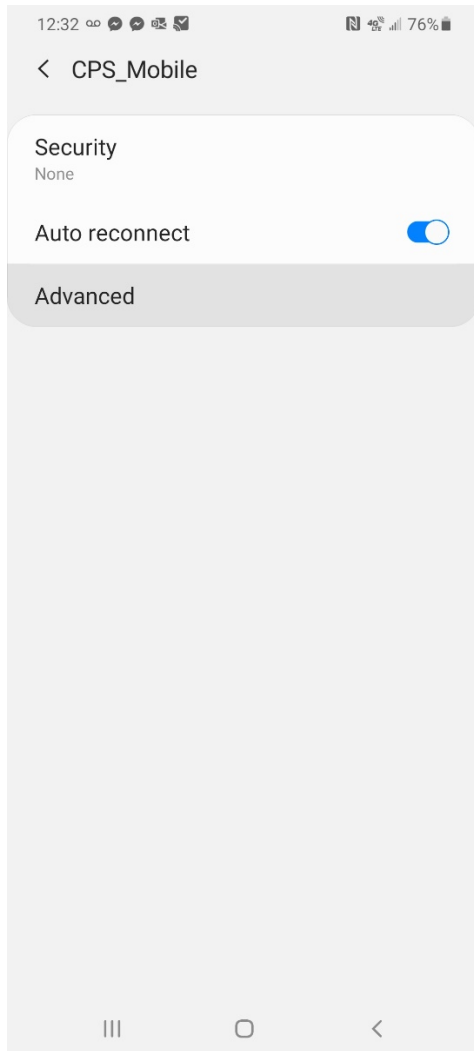 12:32 76%
CPS_Mobile
Security
None
Auto reconnect
Advanced